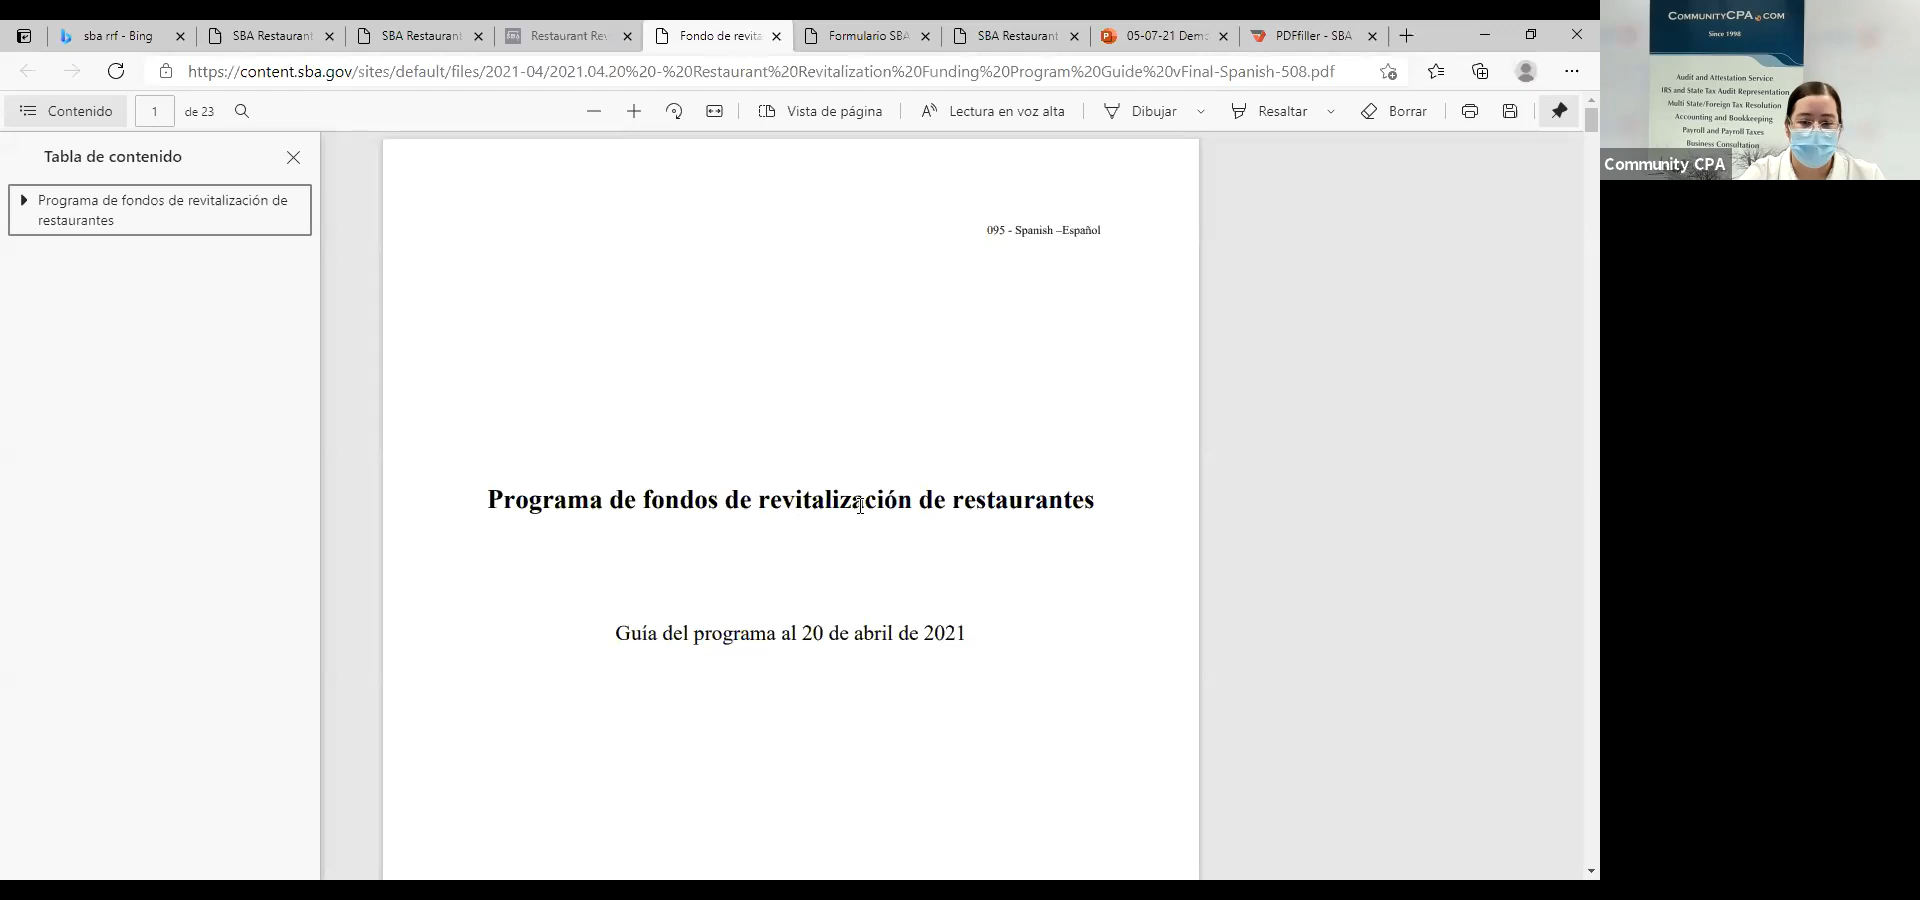 sba rrf - Bing
SBA Restaurant
SBA Restaurant
Restaurant Rev
Fondo de revita
Formulario SBA
SBA Restaurant
05-07-21 Demo
PDFfiller - SBA
https://content.sba.gov/sites/default/files/2021-04/2021.04.20%20-%20Restaurant%20Revitalization%20Funding%20Program%20Guide%20vFinal-Spanish-508.pdf
Contenido
1
de 23
Vista de página
Lectura en voz alta
Dibujar
Resaltar
Borrar
Tabla de contenido
Programa de fondos de revitalización de
restaurantes
095 - Spanish –Español
Programa de fondos de revitalización de restaurantes
Guía del programa al 20 de abril de 2021
COMMUNITYCPA.COM
Since 1998
Audit and Attestation Service
IRS and State Tax Audit Representation
Multi State/Foreign Tax Resolution
Accounting and Bookkeeping
Payroll and Payroll Taxes
Business Consultation
Community CPA